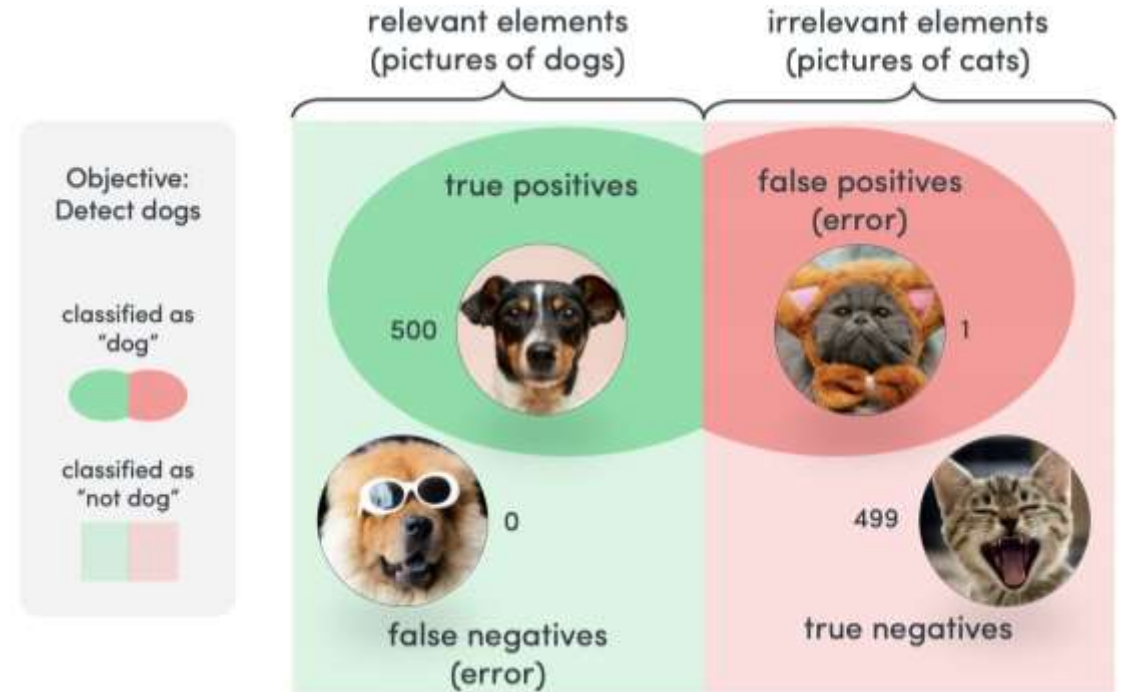 relevant elements
(pictures of dogs)
irrelevant elements
(pictures of cats)
Objective:
Detect dogs
classified as
“dog”
classified as
“not dog”
true positives
500
false positives
(error)
1
0
false negatives
(error)
499
true negatives